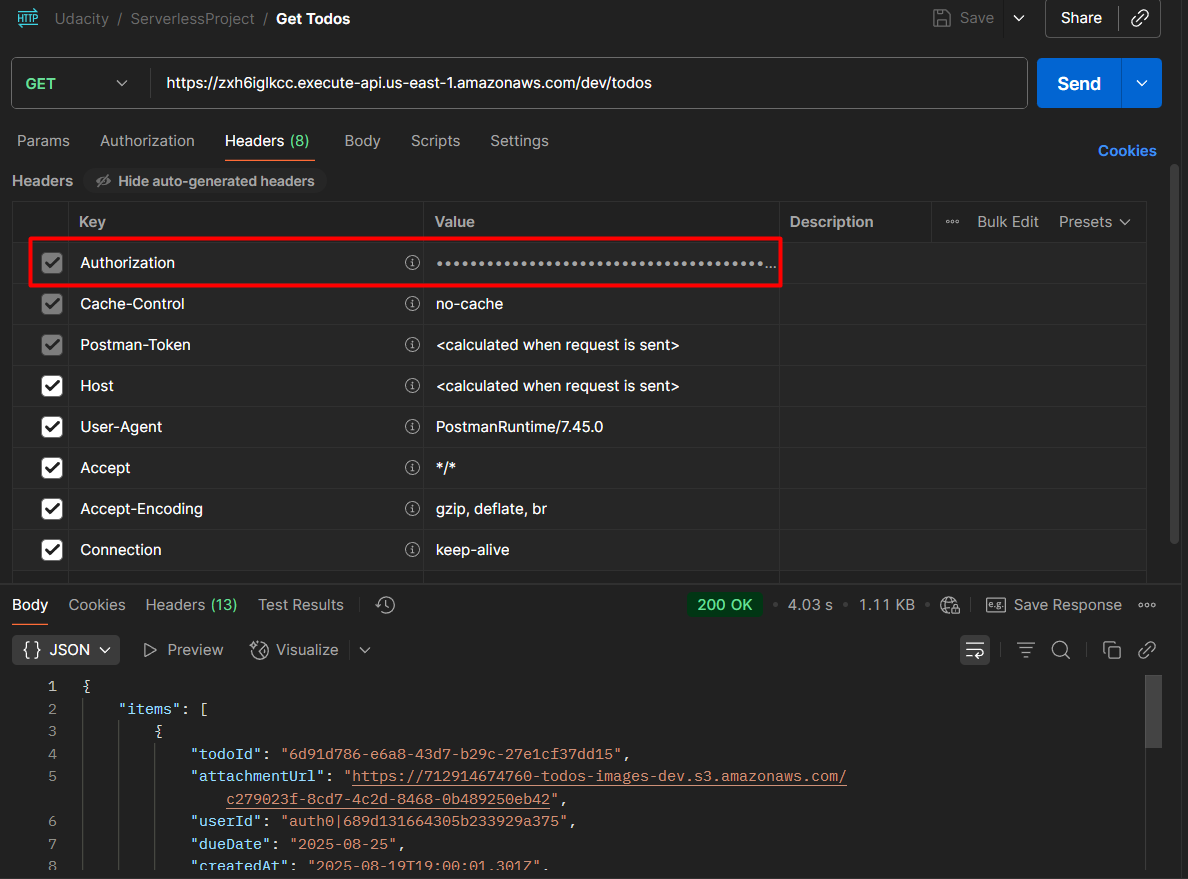 HTTP Udacity / ServerlessProject / Get Todos Save Share
GET https://zxh6iglkcc.execute-api.us-east-1.amazonaws.com/dev/todos Send
Params Authorization Headers (8) Body Scripts Settings Cookies
Headers Hide auto-generated headers
Key Value Description Bulk Edit Presets
Authorization ••••••••••••••••••••••••••••••••••••••••...
Cache-Control no-cache
Postman-Token <calculated when request is sent>
Host <calculated when request is sent>
User-Agent PostmanRuntime/7.45.0
Accept */*
Accept-Encoding gzip, deflate, br
Connection keep-alive
Body Cookies Headers (13) Test Results 200 OK • 4.03 s • 1.11 KB • e.g. Save Response
{} JSON Preview Visualize
1 {
2 "items": [
3 {
4 "todoId": "6d91d786-e6a8-43d7-b29c-27e1cf37dd15",
5 "attachmentUrl": "https://712914674760-todos-images-dev.s3.amazonaws.com/
c279023f-8cd7-4c2d-8468-0b489250eb42",
6 "userId": "auth0|689d131664305b233929a375",
7 "dueDate": "2025-08-25",
8 "createdAt": "2025-08-19T19:00:01.301Z",